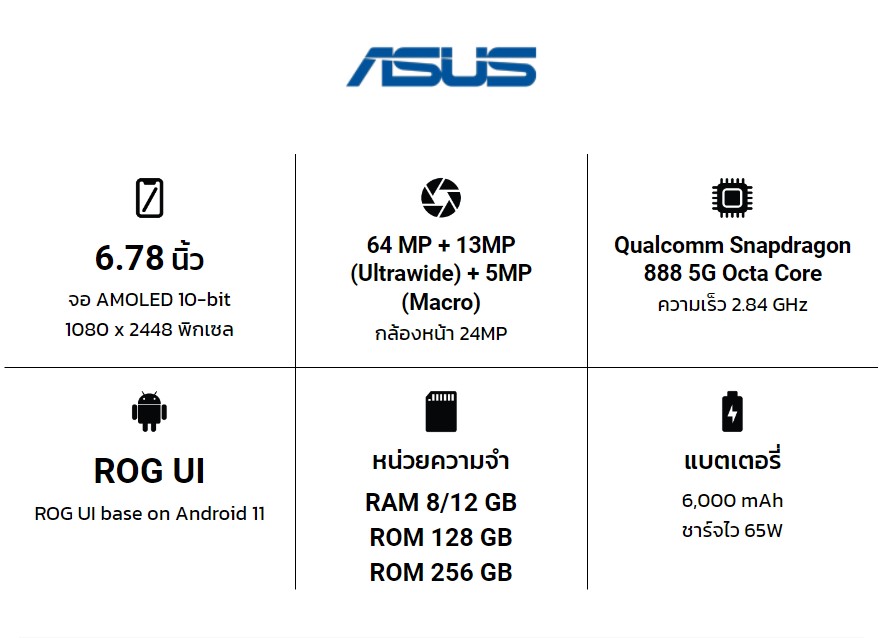 ASUS
6.78 นิ้ว
จอ AMOLED 10-bit
1080 x 2448 พิกเซล
64 MP + 13MP
(Ultrawide) + 5MP
(Macro)
กล้องหน้า 24MP
Qualcomm Snapdragon
888 5G Octa Core
ความเร็ว 2.84 GHz
ROG UI
ROG UI base on Android 11
หน่วยความจำ
RAM 8/12 GB
ROM 128 GB
ROM 256 GB
แบตเตอรี่
6,000 mAh
ชาร์จไว 65W